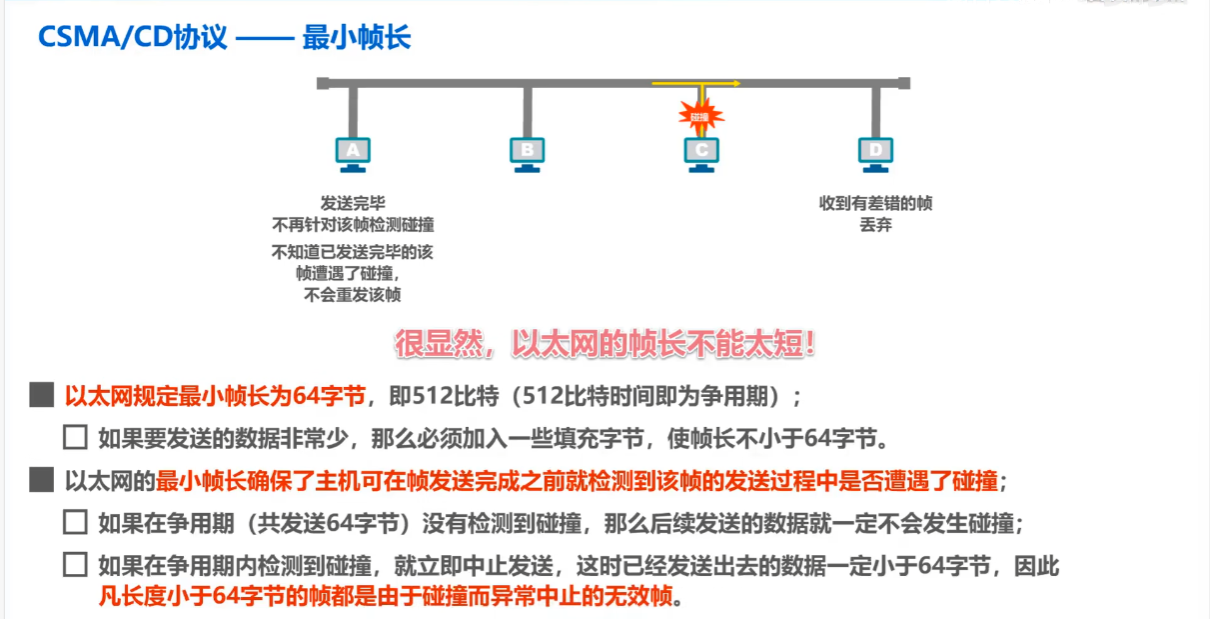 CSMA/CD协议 —— 最小帧长
碰撞
A
B
C
D
发送完毕
不再针对该帧检测碰撞
不知道已发送完毕的该
帧遭遇了碰撞，
不会重发该帧
收到有差错的帧
丢弃
很显然，以太网的帧长不能太短！
以太网规定最小帧长为64字节，即512比特（512比特时间即为争用期）；
如果要发送的数据非常少，那么必须加入一些填充字节，使帧长不小于64字节。
以太网的最小帧长确保了主机可在帧发送完成之前就检测到该帧的发送过程中是否遭遇了碰撞；
如果在争用期（共发送64字节）没有检测到碰撞，那么后续发送的数据就一定不会发生碰撞；
如果在争用期内检测到碰撞，就立即中止发送，这时已经发送出去的数据一定小于64字节，因此
凡长度小于64字节的帧都是由于碰撞而异常中止的无效帧。